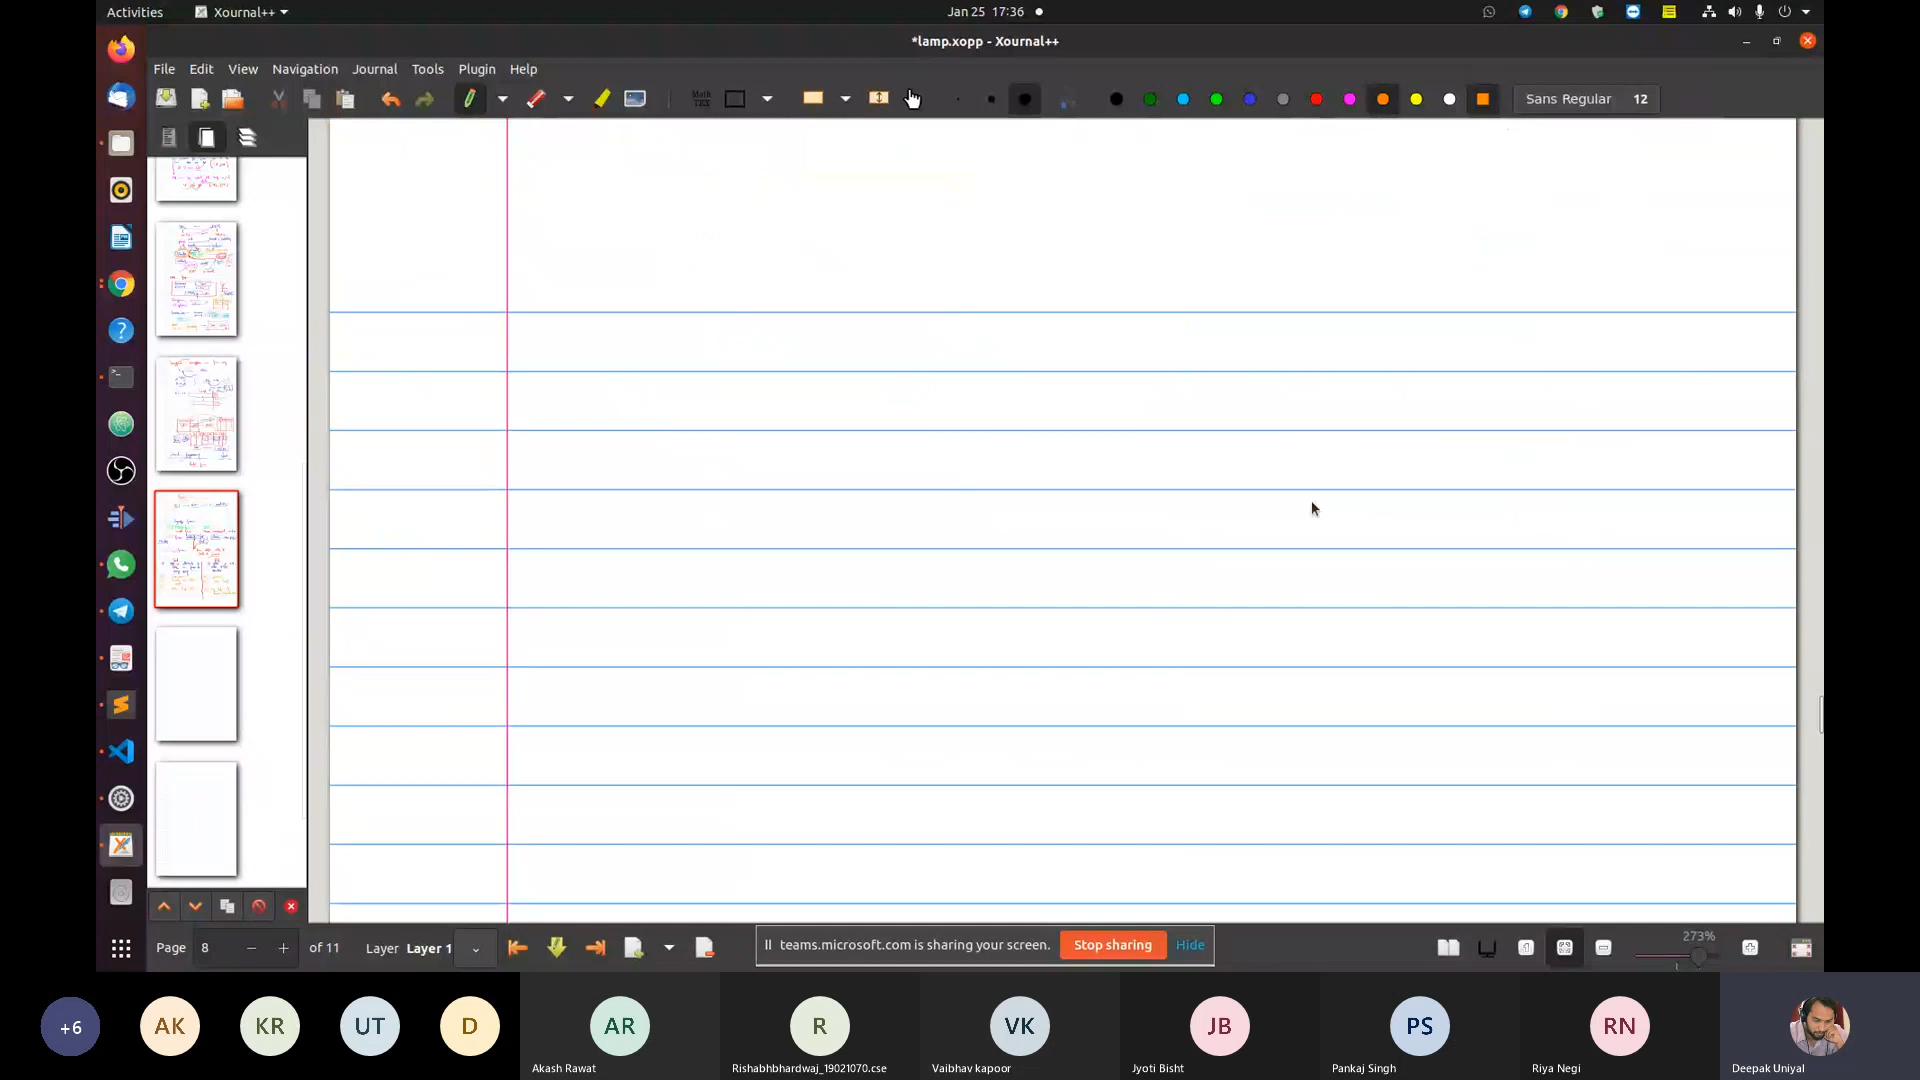 Activities
Xournal++
Jan 25 17:36
*lamp.xopp - Xournal++
File Edit View Navigation Journal Tools Plugin Help
Math
TEX
Sans Regular 12
Page 8 of 11 Layer Layer 1
teams.microsoft.com is sharing your screen. Stop sharing Hide
273%
+6 AK KR UT D AR R VK JB PS RN
Akash Rawat Rishabhbhardwaj_19021070.cse Vaibhav kapoor Jyoti Bisht Pankaj Singh Riya Negi Deepak Uniyal